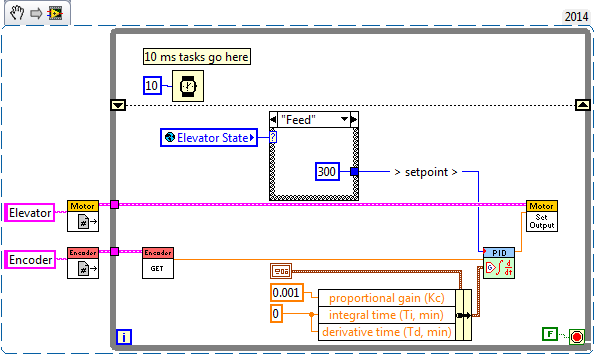 2014
10 ms tasks go here
10
"Feed"
Elevator State
?
300
> setpoint >
Elevator
Motor
#
Motor
Set
Output
Encoder
Encoder
#
Encoder
GET
PID
d
dt
0.001
proportional gain (Kc)
0
integral time (Ti, min)
derivative time (Td, min)
i
F